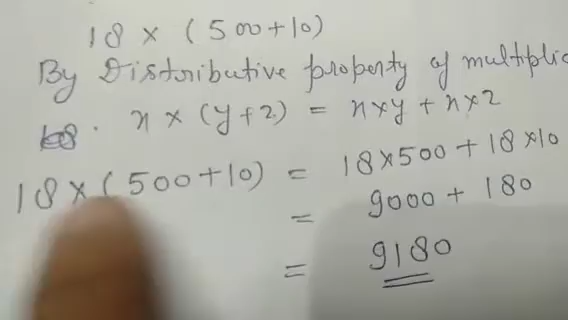 18 × (500+10)
By Distributive property of multiplic
x × (y+z) = x×y + x×z
18 × (500+10) = 18×500 + 18×10
= 9000 + 180
= 9180